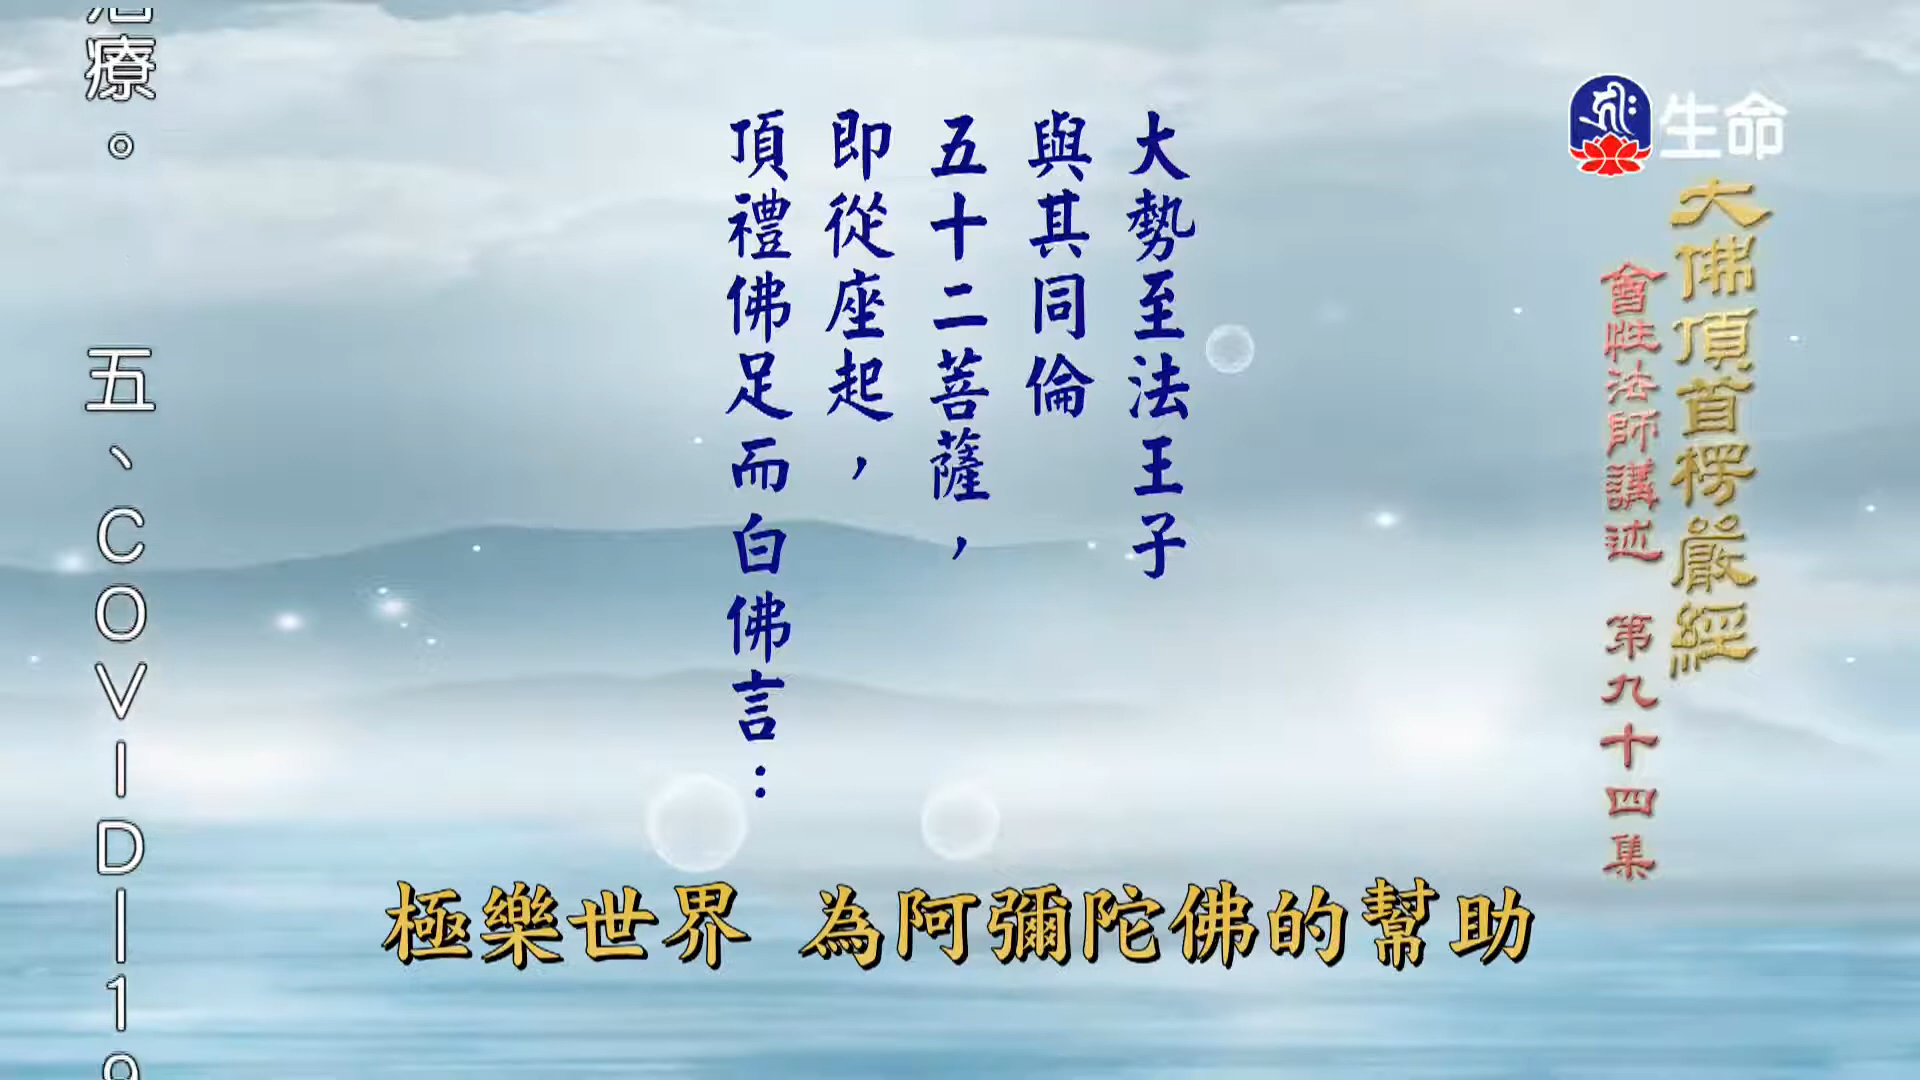 生命
大佛頂首楞嚴經
會性法師講述 第九十四集
大勢至法王子
與其同倫
五十二菩薩，
即從座起，
頂禮佛足而白佛言：
療。 五、COVID|19
極樂世界 為阿彌陀佛的幫助